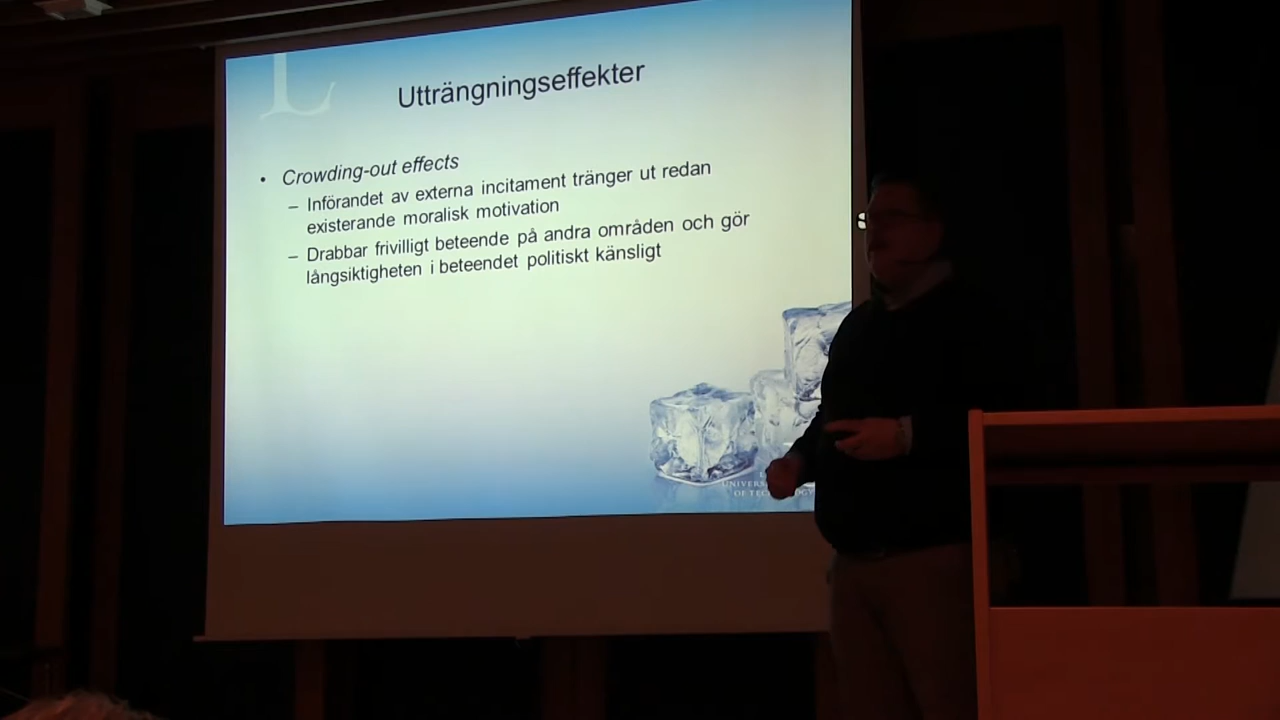 L
Utträngningseffekter
• Crowding-out effects
– Införandet av externa incitament tränger ut redan
existerande moralisk motivation
– Drabbar frivilligt beteende på andra områden och gör
långsiktigheten i beteendet politiskt känsligt
OF